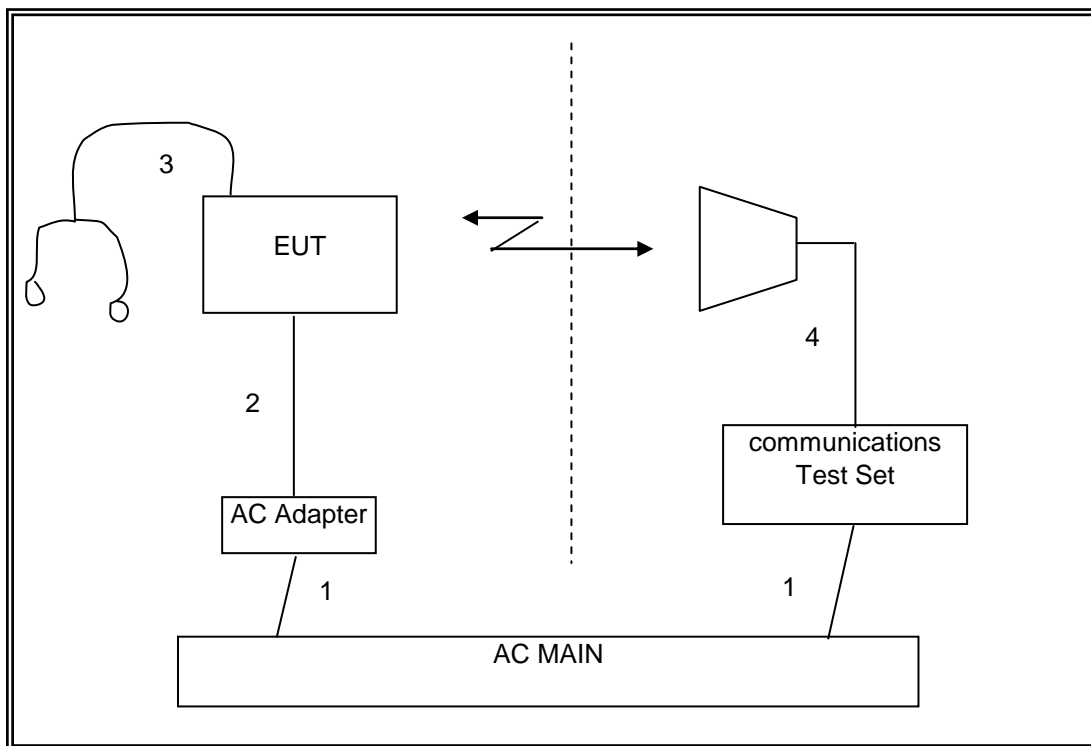 3
EUT
4
2
communications
Test Set
AC Adapter
1
1
AC MAIN